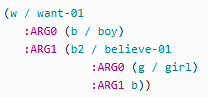 (w / want-01
:ARG0 (b / boy)
:ARG1 (b2 / believe-01
:ARG0 (g / girl)
:ARG1 b))